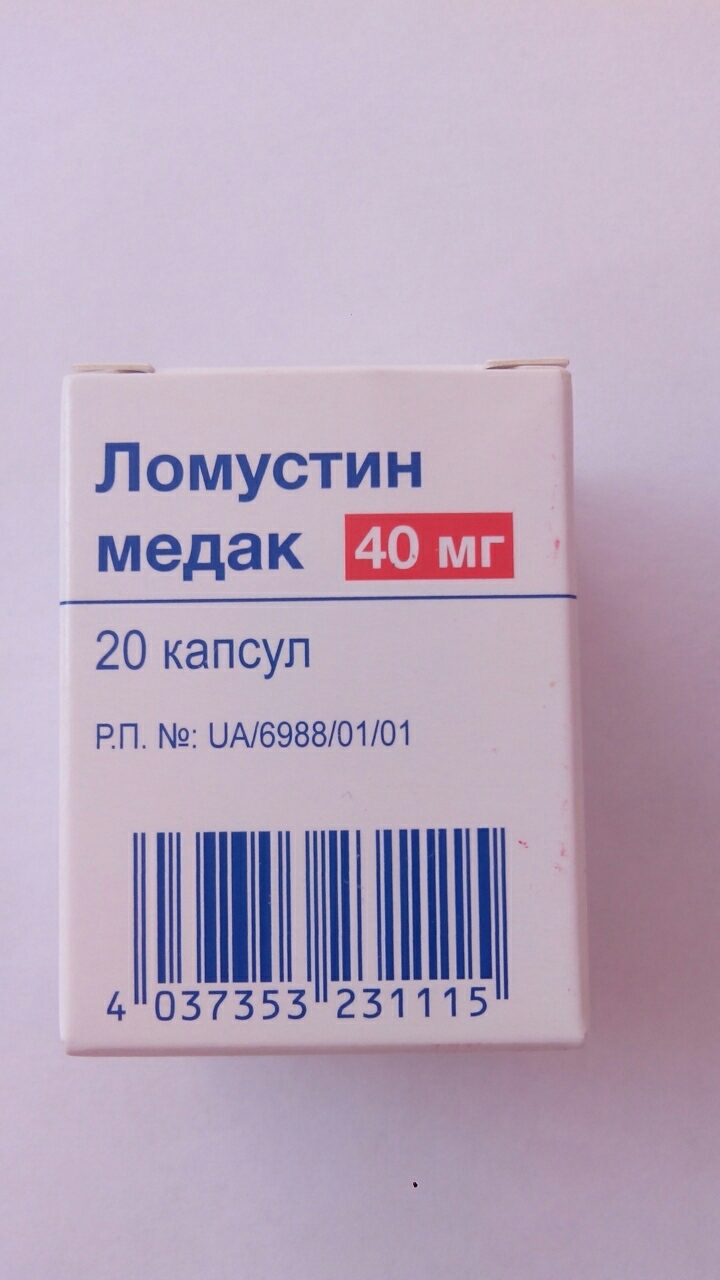 Ломустин
медак 40 мг
20 капсул
Р.П. №: UA/6988/01/01
4 037353 231115